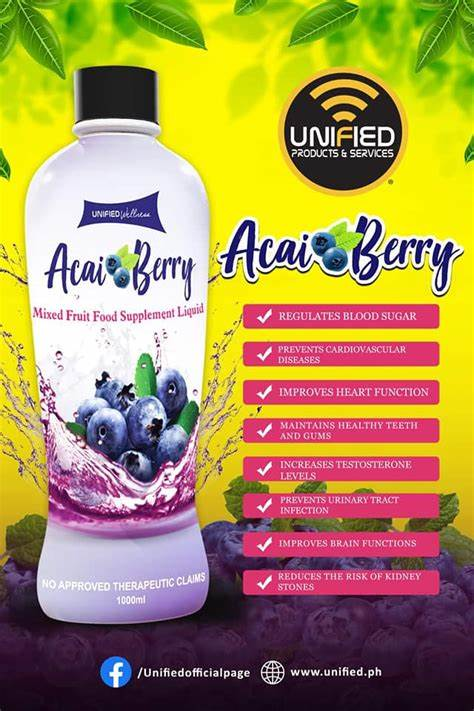 UNIFIED
PRODUCTS & SERVICES
®
UNIFIED Wellness
Acai Berry
Mixed Fruit Food Supplement Liquid
NO APPROVED THERAPEUTIC CLAIMS
1000ml
Acai Berry
REGULATES BLOOD SUGAR
PREVENTS CARDIOVASCULAR
DISEASES
IMPROVES HEART FUNCTION
MAINTAINS HEALTHY TEETH
AND GUMS
INCREASES TESTOSTERONE
LEVELS
PREVENTS URINARY TRACT
INFECTION
IMPROVES BRAIN FUNCTIONS
REDUCES THE RISK OF KIDNEY
STONES
/Unifiedofficialpage
www.unified.ph